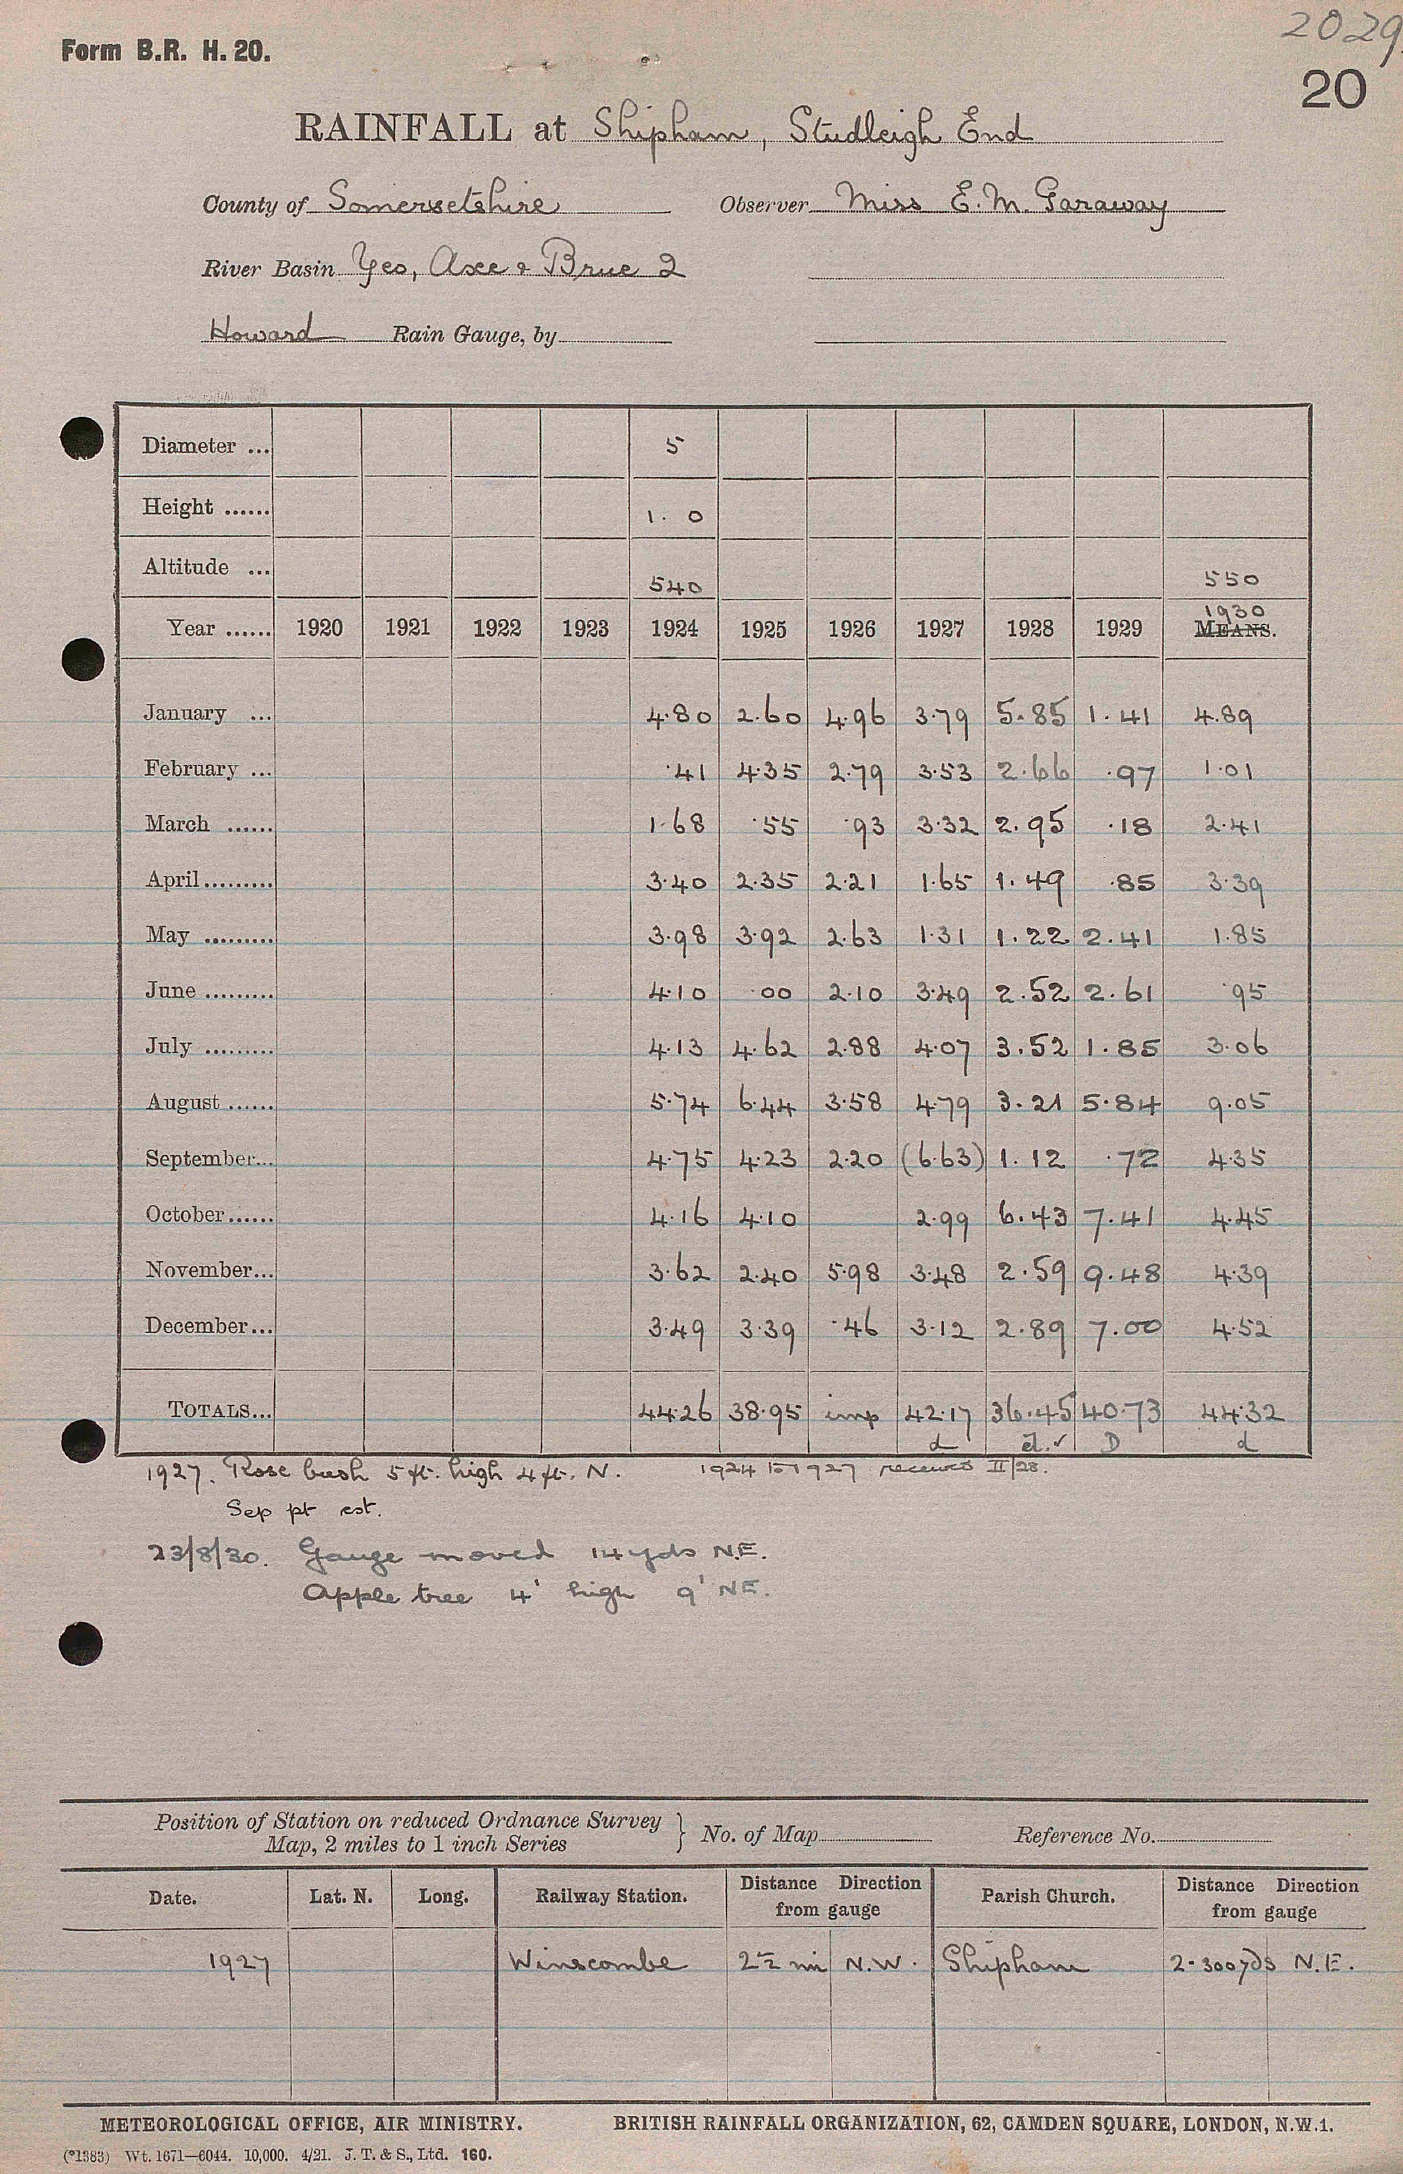 2029
Form B.R. H. 20.
20
RAINFALL at Shipham, Studleigh End
County of Somersetshire Observer Miss E. M. Garaway
River Basin Yeo, Axe & Brue 2
Howard Rain Gauge, by
Diameter ... 5
Height ...... 1. 0
Altitude ... 540 550
1930
Year ...... 1920 1921 1922 1923 1924 1925 1926 1927 1928 1929 MEANS.
January ... 4.80 2.60 4.96 3.79 5.85 1.41 4.89
February ... .41 4.35 2.79 3.53 2.66 .97 1.01
March ...... 1.68 .55 .93 3.32 2.95 .18 2.41
April ......... 3.40 2.35 2.21 1.65 1.49 .85 3.39
May ......... 3.98 3.92 2.63 1.31 1.22 2.41 1.85
June ......... 4.10 .00 2.10 3.49 2.52 2.61 .95
July ......... 4.13 4.62 2.88 4.07 3.52 1.85 3.06
August ...... 5.74 6.44 3.58 4.79 3.21 5.84 9.05
September... 4.75 4.23 2.20 (6.63) 1.12 .72 4.35
October...... 4.16 4.10 2.99 6.43 7.41 4.45
November... 3.62 2.40 5.98 3.48 2.59 9.48 4.39
December... 3.49 3.39 .46 3.12 2.89 7.00 4.52
TOTALS... 44.26 38.95 imp 42.17 36.45 40.73 44.32
d d.✓ D d
1927. Rose bush 5 ft. high 4 ft. N. 1924 to 1927 received II/28.
Sep pt est.
23/8/30. Gauge moved 14 yds N.E.
Apple tree 4' high 9' NE.
Position of Station on reduced Ordnance Survey
Map, 2 miles to 1 inch Series } No. of Map Reference No.
Date. Lat. N. Long. Railway Station. Distance Direction from gauge Parish Church. Distance Direction from gauge
1927 Winscombe 2½ mi N.W. Shipham 2-300 yds N.E.
METEOROLOGICAL OFFICE, AIR MINISTRY. BRITISH RAINFALL ORGANIZATION, 62, CAMDEN SQUARE, LONDON, N.W.1.
(*1383) Wt. 1671—6044. 10,000. 4/21. J. T. & S., Ltd. 160.